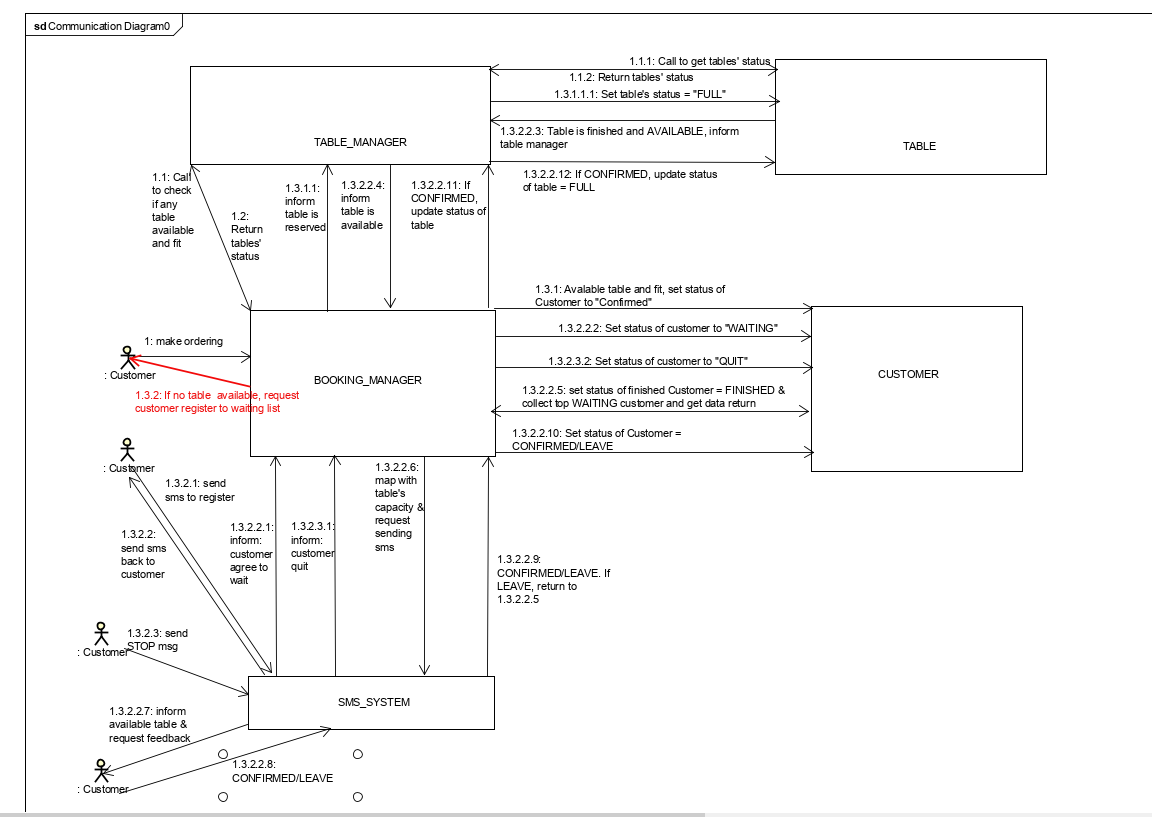 sd Communication Diagram0
1.1.1: Call to get tables' status
1.1.2: Return tables' status
1.3.1.1.1: Set table's status = "FULL"
TABLE_MANAGER
1.3.2.2.3: Table is finished and AVAILABLE, inform
table manager
TABLE
1.3.2.2.12: If CONFIRMED, update status
of table = FULL
1.1: Call
to check
if any
table
available
and fit
1.2:
Return
tables'
status
1.3.1.1:
inform
table is
reserved
1.3.2.2.4:
inform
table is
available
1.3.2.2.11: If
CONFIRMED,
update status of
table
1.3.1: Avalable table and fit, set status of
Customer to "Confirmed"
1.3.2.2.2: Set status of customer to "WAITING"
1: make ordering
: Customer
BOOKING_MANAGER
1.3.2.3.2: Set status of customer to "QUIT"
CUSTOMER
1.3.2: If no table available, request
customer register to waiting list
1.3.2.2.5: set status of finished Customer = FINISHED &
collect top WAITING customer and get data return
1.3.2.2.10: Set status of Customer =
CONFIRMED/LEAVE
: Customer
1.3.2.1: send
sms to register
1.3.2.2:
send sms
back to
customer
1.3.2.2.1:
inform:
customer
agree to
wait
1.3.2.3.1:
inform:
customer
quit
1.3.2.2.6:
map with
table's
capacity &
request
sending
sms
1.3.2.2.9:
CONFIRMED/LEAVE. If
LEAVE, return to
1.3.2.2.5
1.3.2.3: send
STOP msg
: Customer
SMS_SYSTEM
1.3.2.2.7: inform
available table &
request feedback
1.3.2.2.8:
CONFIRMED/LEAVE
: Customer